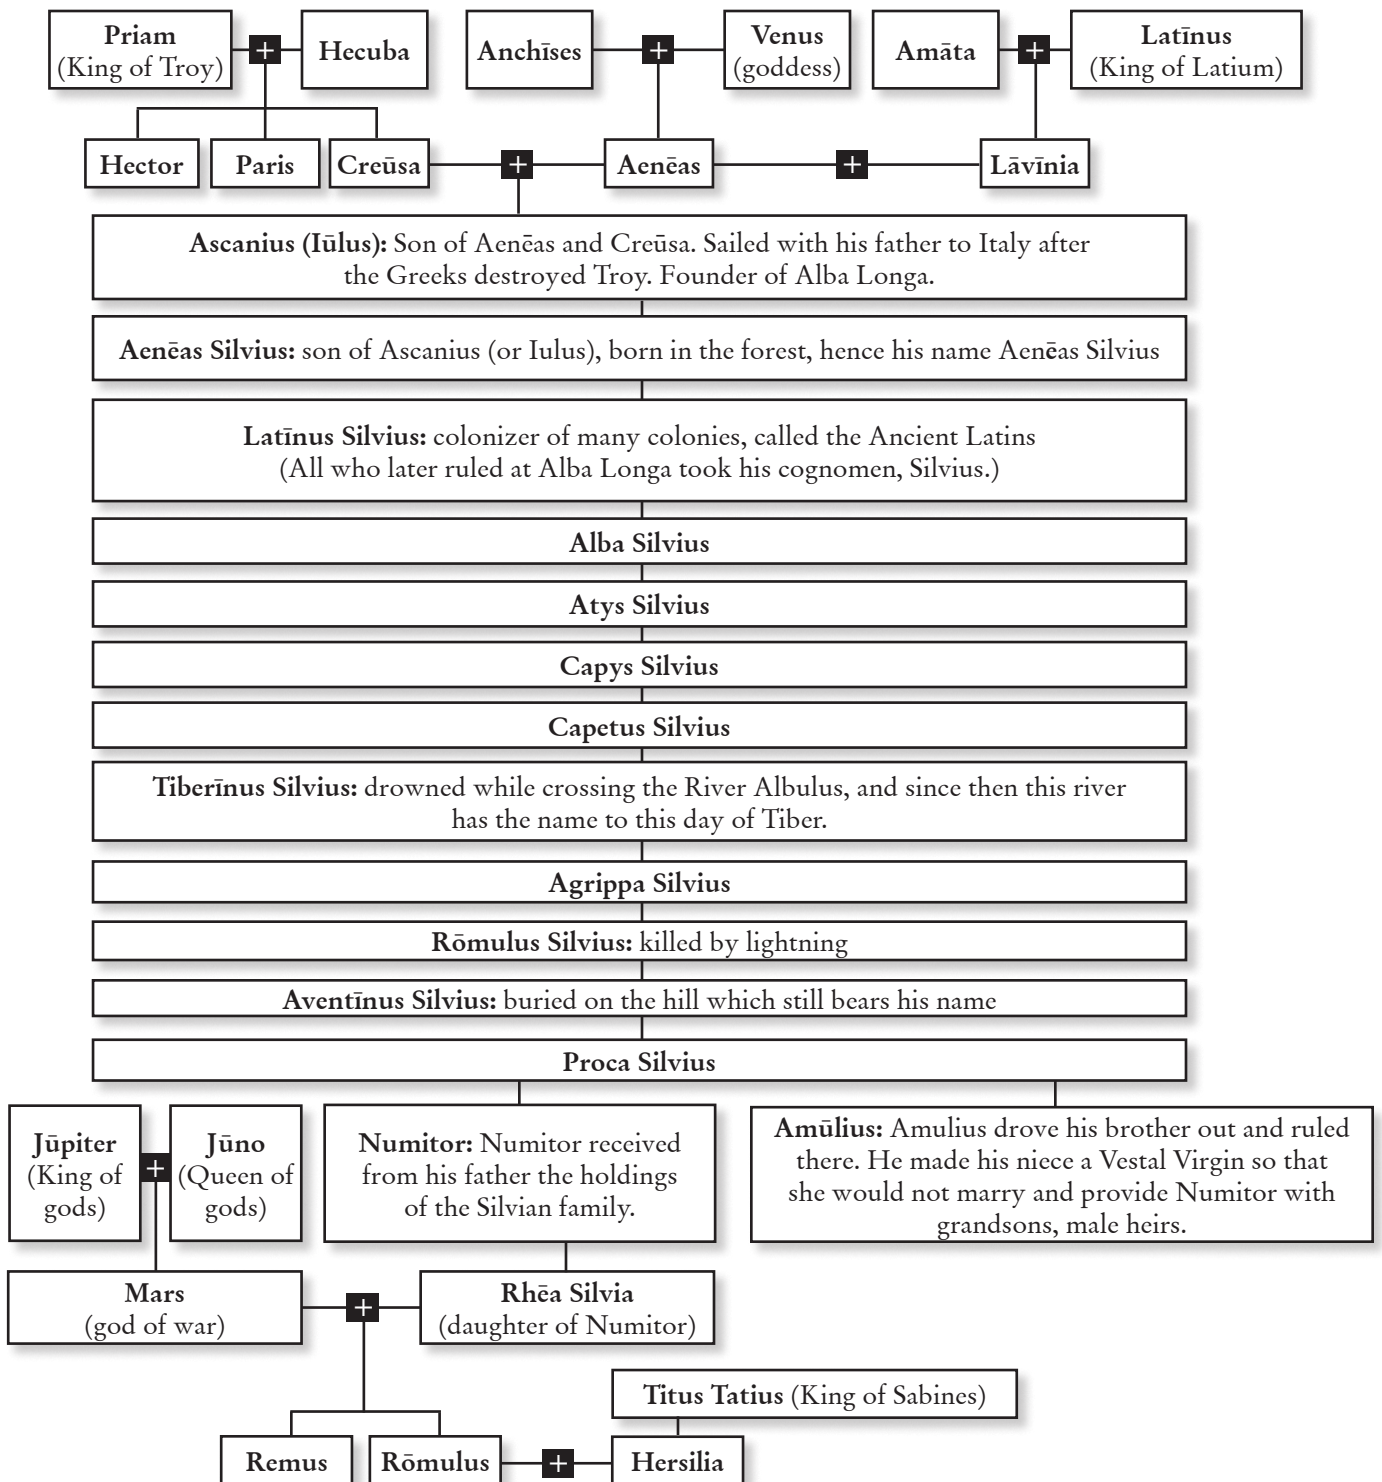 Priam
(King of Troy)
+
Hecuba
Anchīses
+
Venus
(goddess)
Amāta
+
Latīnus
(King of Latium)
Hector
Paris
Creūsa
+
Aenēas
+
Lāvīnia
Ascanius (Iūlus): Son of Aenēas and Creūsa. Sailed with his father to Italy after
the Greeks destroyed Troy. Founder of Alba Longa.
Aenēas Silvius: son of Ascanius (or Iulus), born in the forest, hence his name Aenēas Silvius
Latīnus Silvius: colonizer of many colonies, called the Ancient Latins
(All who later ruled at Alba Longa took his cognomen, Silvius.)
Alba Silvius
Atys Silvius
Capys Silvius
Capetus Silvius
Tiberīnus Silvius: drowned while crossing the River Albulus, and since then this river
has the name to this day of Tiber.
Agrippa Silvius
Rōmulus Silvius: killed by lightning
Aventīnus Silvius: buried on the hill which still bears his name
Proca Silvius
Jūpiter
(King of
gods)
+
Jūno
(Queen of
gods)
Numitor: Numitor received
from his father the holdings
of the Silvian family.
Amūlius: Amulius drove his brother out and ruled
there. He made his niece a Vestal Virgin so that
she would not marry and provide Numitor with
grandsons, male heirs.
Mars
(god of war)
+
Rhēa Silvia
(daughter of Numitor)
Titus Tatius (King of Sabines)
Remus
Rōmulus
+
Hersilia